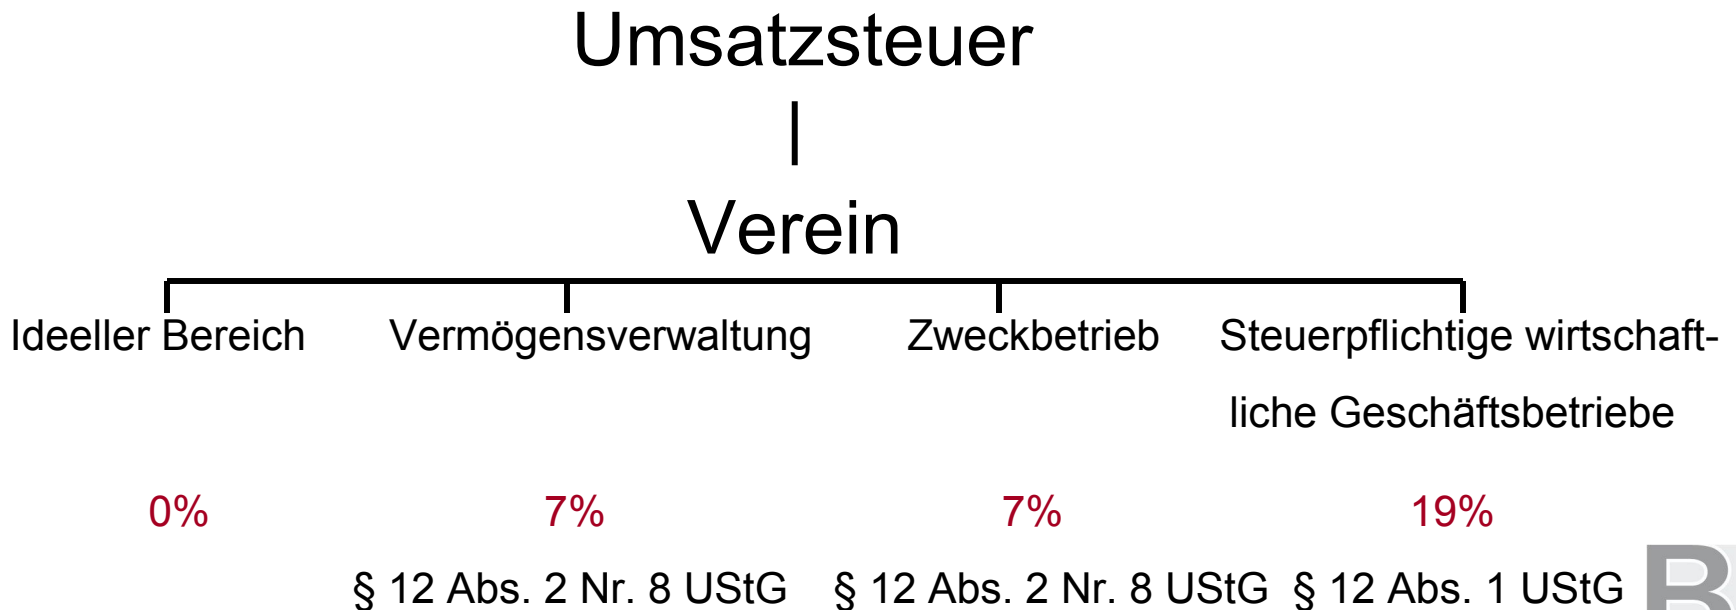 Umsatzsteuer
Verein
Ideeller Bereich
Vermögensverwaltung
Zweckbetrieb
Steuerpflichtige wirtschaft-
liche Geschäftsbetriebe
0%
7%
7%
19%
§ 12 Abs. 2 Nr. 8 UStG
§ 12 Abs. 2 Nr. 8 UStG
§ 12 Abs. 1 UStG
B